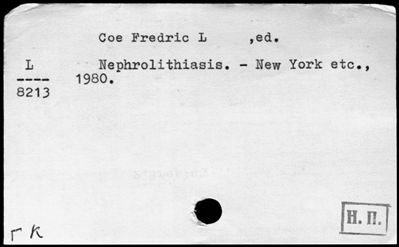 Coe Fredric L ,ed.
L Nephrolithiasis. - New York etc.,
---- 1980.
8213
Н. П.
Г К